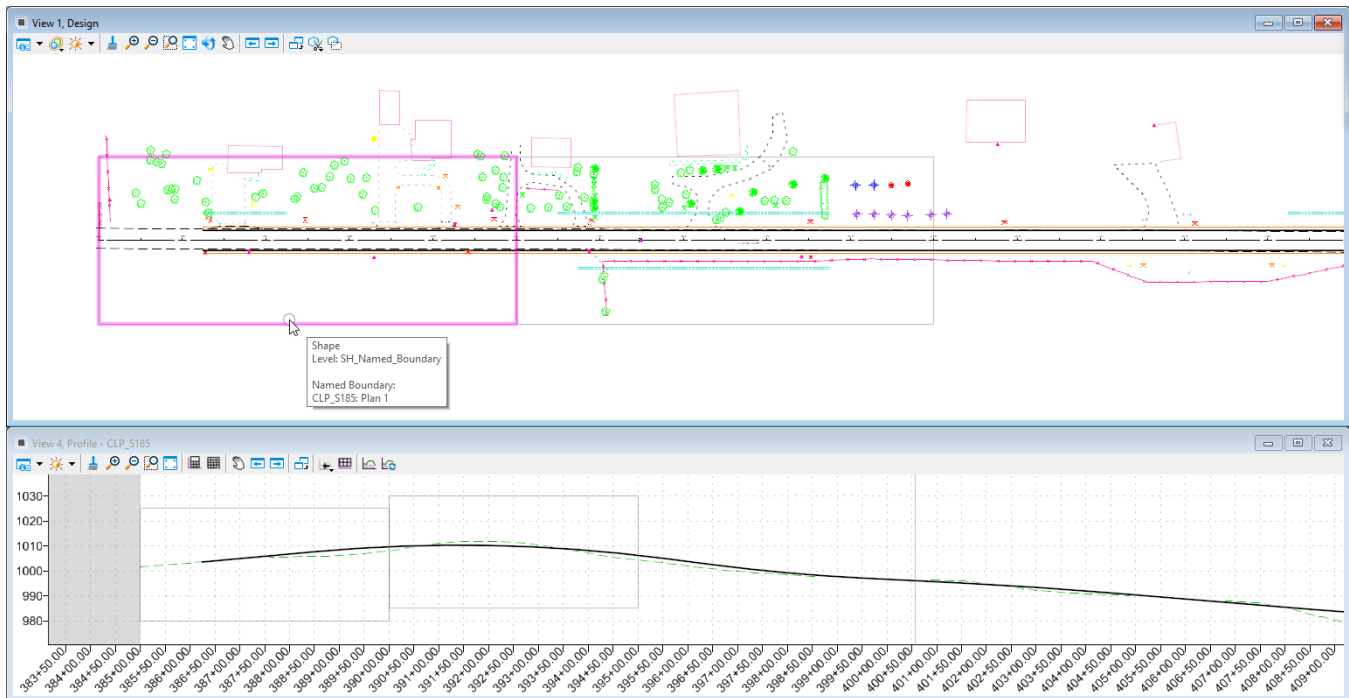 View 1, Design
Shape
Level: SH_Named_Boundary
Named Boundary:
CLP_S185: Plan 1
View 4, Profile - CLP_S185
1030
1020
1010
1000
990
980
383+50.00 384+00.00 384+50.00 385+00.00 385+50.00 386+00.00 386+50.00 387+00.00 387+50.00 388+00.00 388+50.00 389+00.00 389+50.00 390+00.00 390+50.00 391+00.00 391+50.00 392+00.00 392+50.00 393+00.00 393+50.00 394+00.00 394+50.00 395+00.00 395+50.00 396+00.00 396+50.00 397+00.00 397+50.00 398+00.00 398+50.00 399+00.00 399+50.00 400+00.00 400+50.00 401+00.00 401+50.00 402+00.00 402+50.00 403+00.00 403+50.00 404+00.00 404+50.00 405+00.00 405+50.00 406+00.00 406+50.00 407+00.00 407+50.00 408+00.00 408+50.00 409+00.00